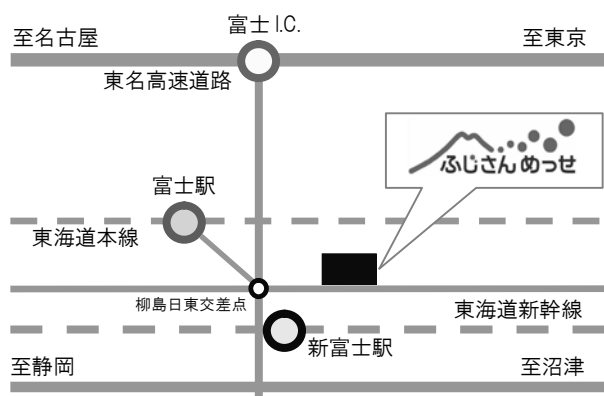 富士I.C.
至名古屋
至東京
東名高速道路
ふじさんめっせ
富士駅
東海道本線
柳島日東交差点
東海道新幹線
新富士駅
至静岡
至沼津